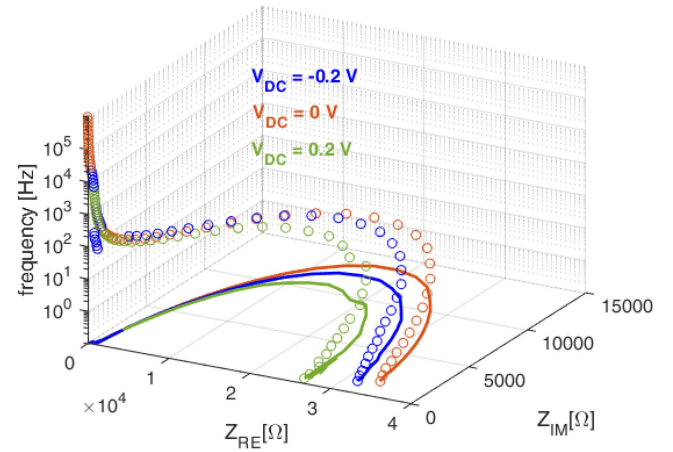 V_DC = -0.2 V
V_DC = 0 V
V_DC = 0.2 V
frequency [Hz]
10^5
10^4
10^3
10^2
10^1
10^0
0
1
2
3
4
×10^4
Z_RE[Ω]
0
5000
10000
15000
Z_IM[Ω]